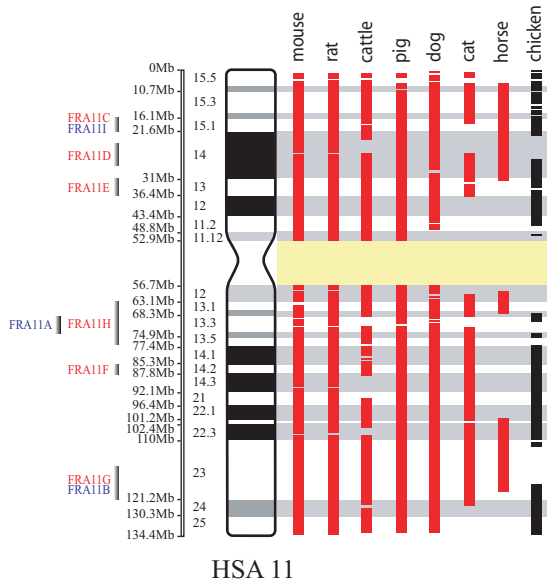 mouse rat cattle pig dog cat horse chicken
0Mb
15.5
10.7Mb
15.3
16.1Mb
FRA11C
15.1
FRA11I
21.6Mb
FRA11D
14
31Mb
FRA11E
13
36.4Mb
12
43.4Mb
11.2
48.8Mb
11.12
52.9Mb
56.7Mb
12
63.1Mb
13.1
68.3Mb
FRA11A FRA11H
13.3
74.9Mb
13.5
77.4Mb
14.1
85.3Mb
FRA11F
14.2
87.8Mb
14.3
92.1Mb
21
96.4Mb
22.1
101.2Mb
102.4Mb
22.3
110Mb
23
FRA11G
FRA11B
121.2Mb
24
130.3Mb
25
134.4Mb
HSA 11